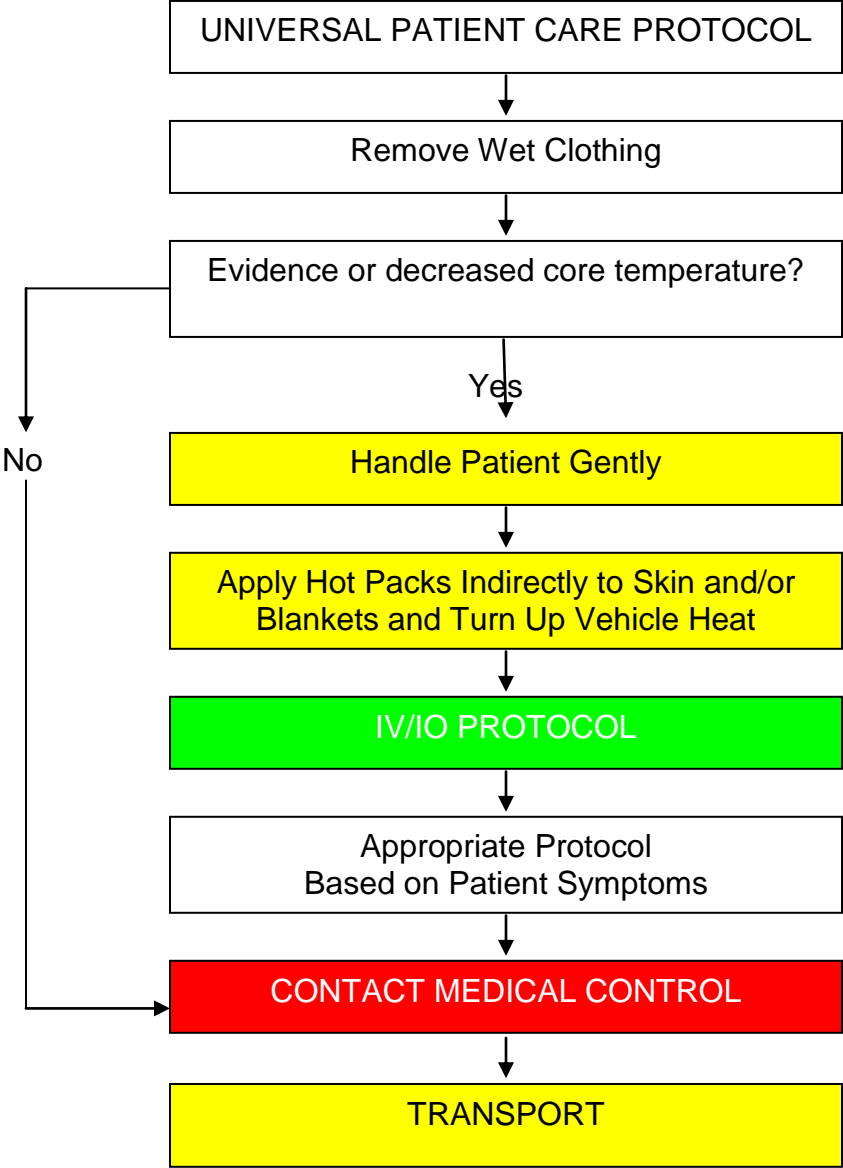 UNIVERSAL PATIENT CARE PROTOCOL
Remove Wet Clothing
Evidence or decreased core temperature?
Yes
No
Handle Patient Gently
Apply Hot Packs Indirectly to Skin and/or
Blankets and Turn Up Vehicle Heat
IV/IO PROTOCOL
Appropriate Protocol
Based on Patient Symptoms
CONTACT MEDICAL CONTROL
TRANSPORT